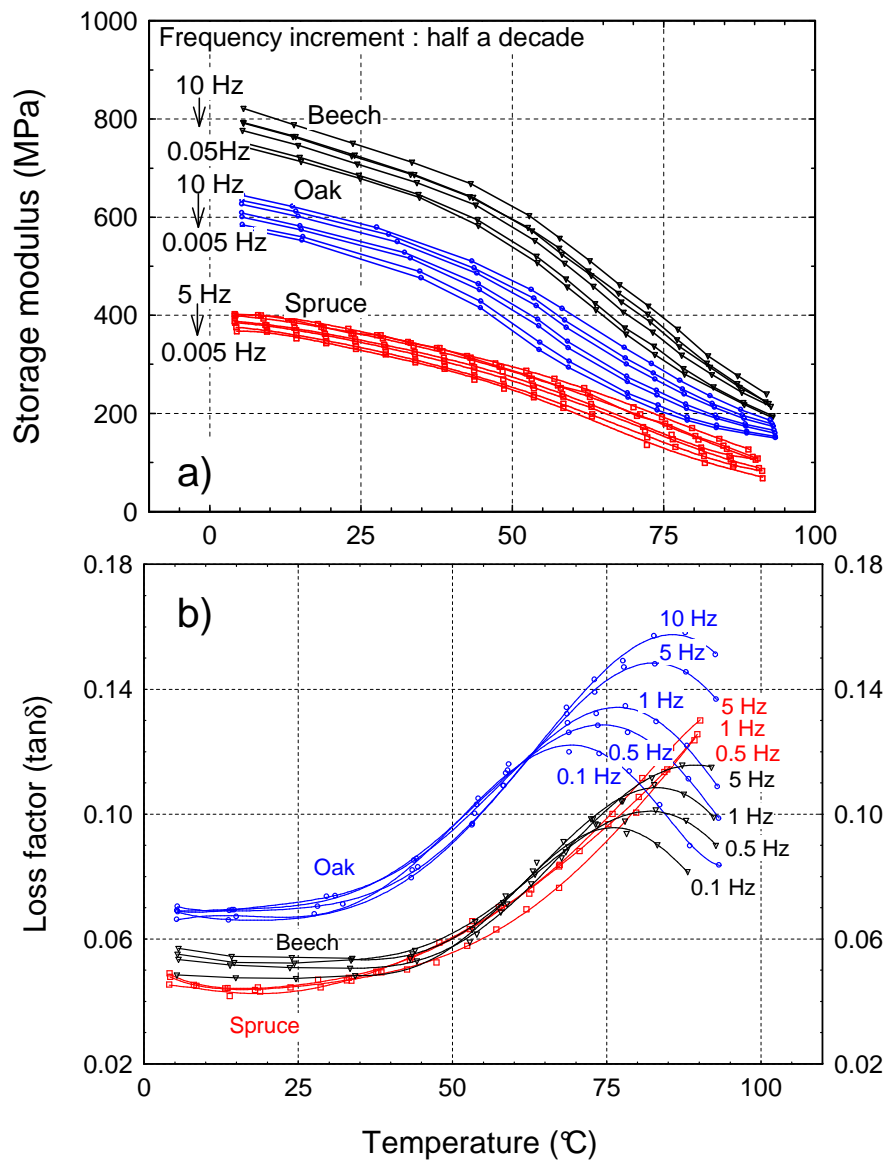 Frequency increment : half a decade
1000
800
600
400
200
0
Storage modulus (MPa)
10 Hz
0.05Hz
Beech
10 Hz
0.005 Hz
Oak
5 Hz
0.005 Hz
Spruce
a)
0 25 50 75 100
0.18
0.14
0.10
0.06
0.02
Loss factor (tanδ)
b)
10 Hz
5 Hz
1 Hz
0.5 Hz
0.1 Hz
5 Hz
1 Hz
0.5 Hz
5 Hz
1 Hz
0.5 Hz
0.1 Hz
Oak
Beech
Spruce
0.18
0.14
0.10
0.06
0.02
0 25 50 75 100
Temperature (°C)